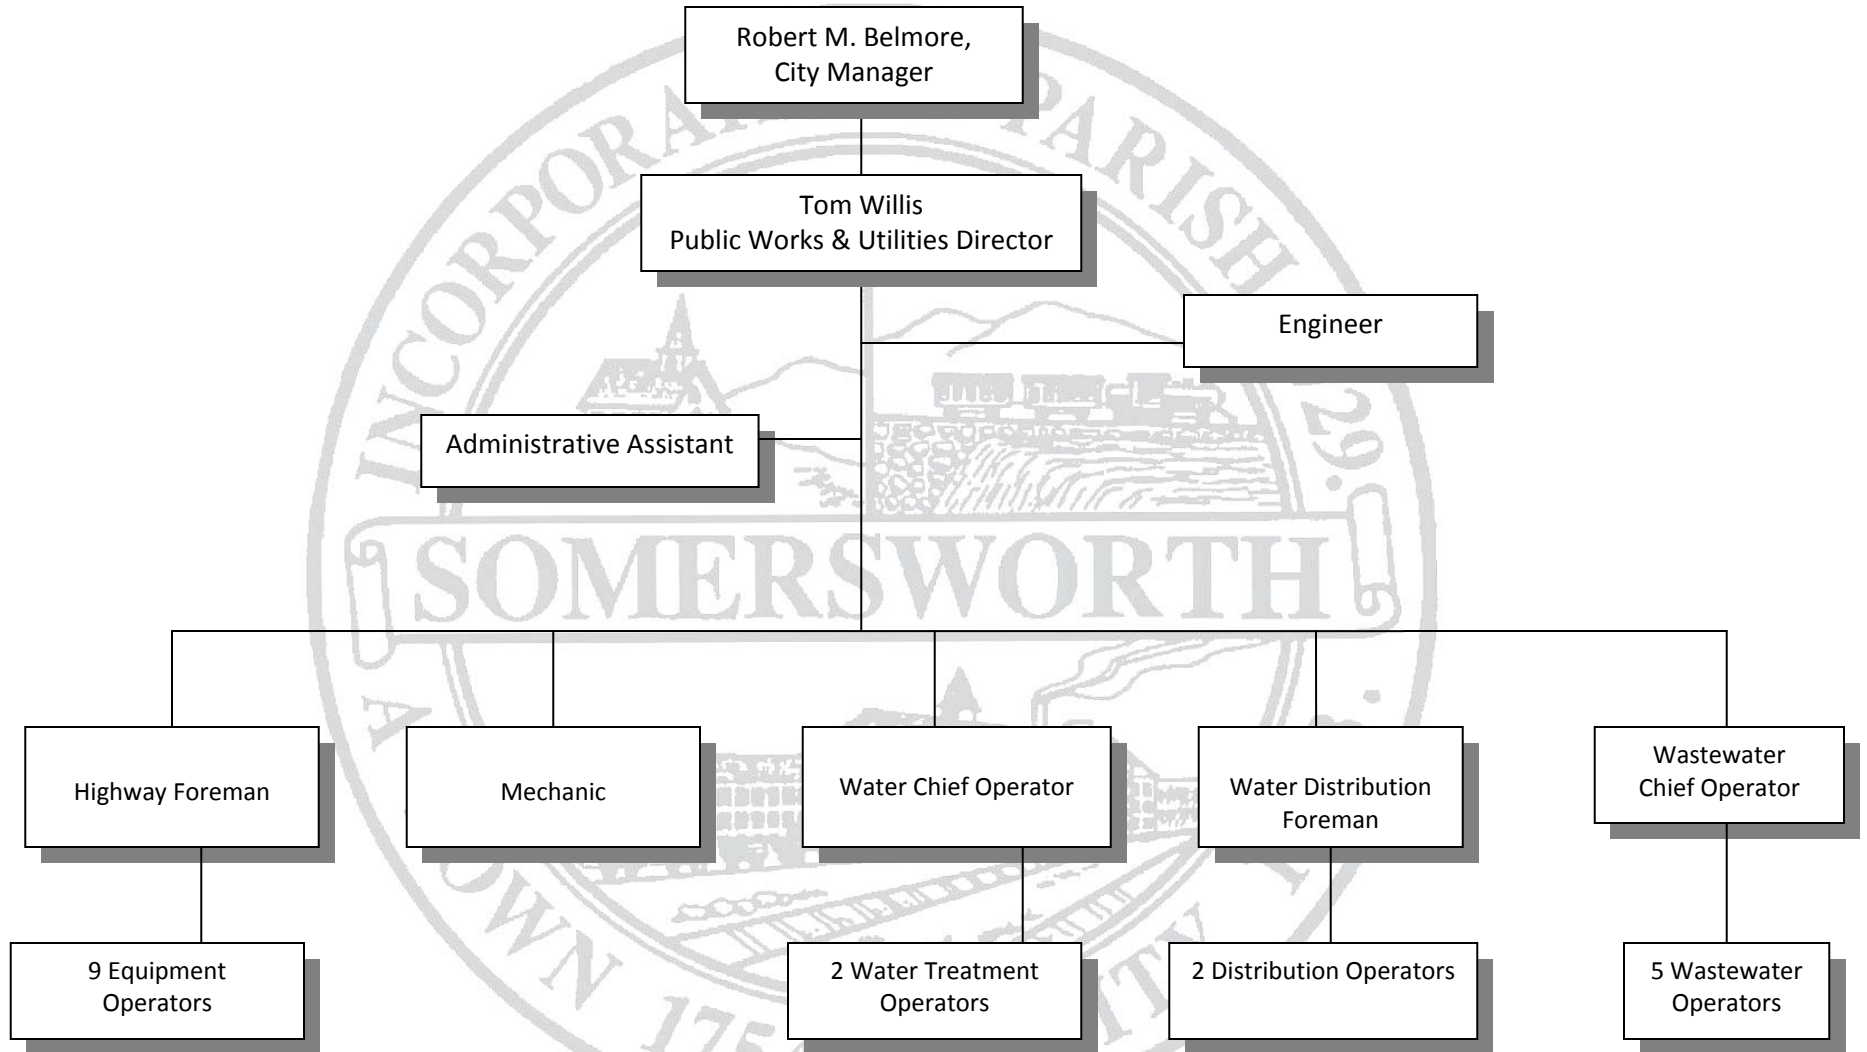 Robert M. Belmore,
City Manager
Tom Willis
Public Works & Utilities Director
Engineer
Administrative Assistant
SOMERSWORTH
Highway Foreman
Mechanic
Water Chief Operator
Water Distribution
Foreman
Wastewater
Chief Operator
9 Equipment
Operators
2 Water Treatment
Operators
2 Distribution Operators
5 Wastewater
Operators
PARISH